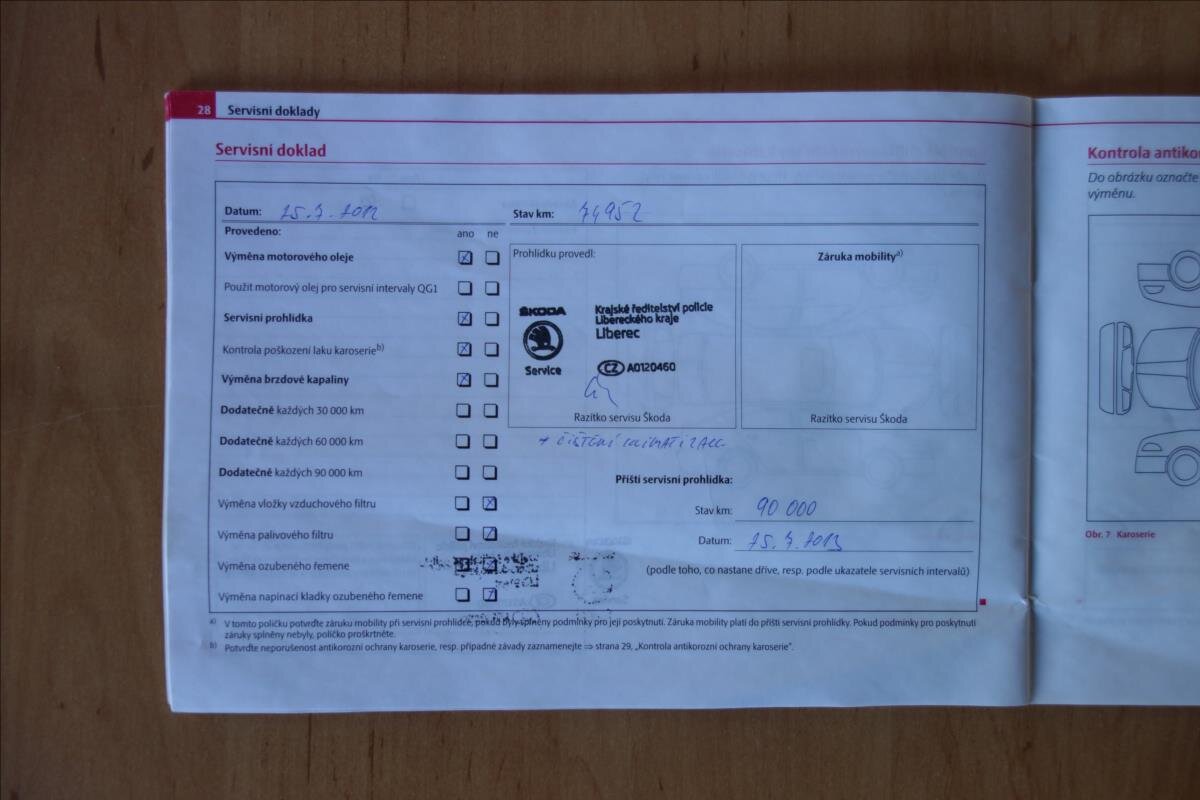 28 Servisní doklady
Servisní doklad
Datum: 25.7.2012 Stav km: 74952
Provedeno: ano ne
Výměna motorového oleje
Použit motorový olej pro servisní intervaly QG1
Servisní prohlídka
Kontrola poškození laku karoserie b)
Výměna brzdové kapaliny
Dodatečně každých 30 000 km
Dodatečně každých 60 000 km
Dodatečně každých 90 000 km
Výměna vložky vzduchového filtru
Výměna palivového filtru
Výměna ozubeného řemene
Výměna napínací kladky ozubeného řemene
Prohlídku provedl:
ŠKODA
Service
Krajské ředitelství policie
Libereckého kraje
Liberec
CZ A0120460
Razítko servisu Škoda
Záruka mobility a)
Razítko servisu Škoda
+ ČIŠTĚNÍ KLIMATIZACE
Příští servisní prohlídka:
Stav km: 90 000
Datum: 25.7.2013
(podle toho, co nastane dříve, resp. podle ukazatele servisních intervalů)
a) V tomto políčku potvrďte záruku mobility při servisní prohlídce, pokud byly splněny podmínky pro její poskytnutí. Záruka mobility platí do příští servisní prohlídky. Pokud podmínky pro poskytnutí
záruky splněny nebyly, políčko proškrtněte.
b) Potvrďte neporušenost antikorozní ochrany karoserie, resp. případné závady zaznamenejte ⇒ strana 29, „Kontrola antikorozní ochrany karoserie".
Kontrola antiko
Do obrázku označte
výměnu.
Obr. 7 Karoserie